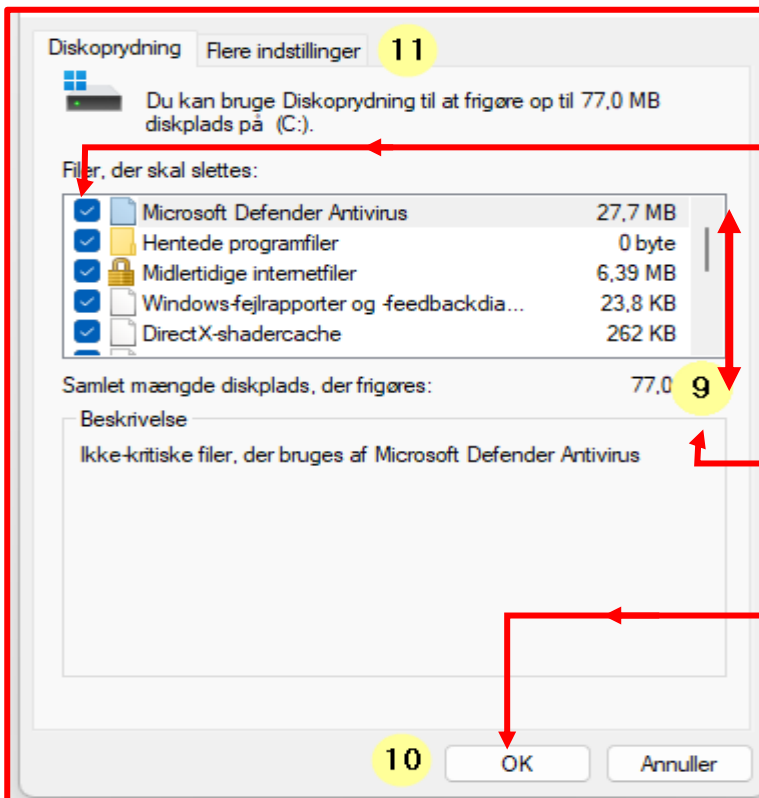 Diskoprydning Flere indstillinger 11
Du kan bruge Diskoprydning til at frigøre op til 77,0 MB
diskplads på (C:).
Filer, der skal slettes:
Microsoft Defender Antivirus 27,7 MB
Hentede programfiler 0 byte
Midlertidige internetfiler 6,39 MB
Windows-fejlrapporter og -feedbackdia... 23,8 KB
DirectX-shadercache 262 KB
Samlet mængde diskplads, der frigøres: 77,0 9
Beskrivelse
Ikke-kritiske filer, der bruges af Microsoft Defender Antivirus
10 OK Annuller